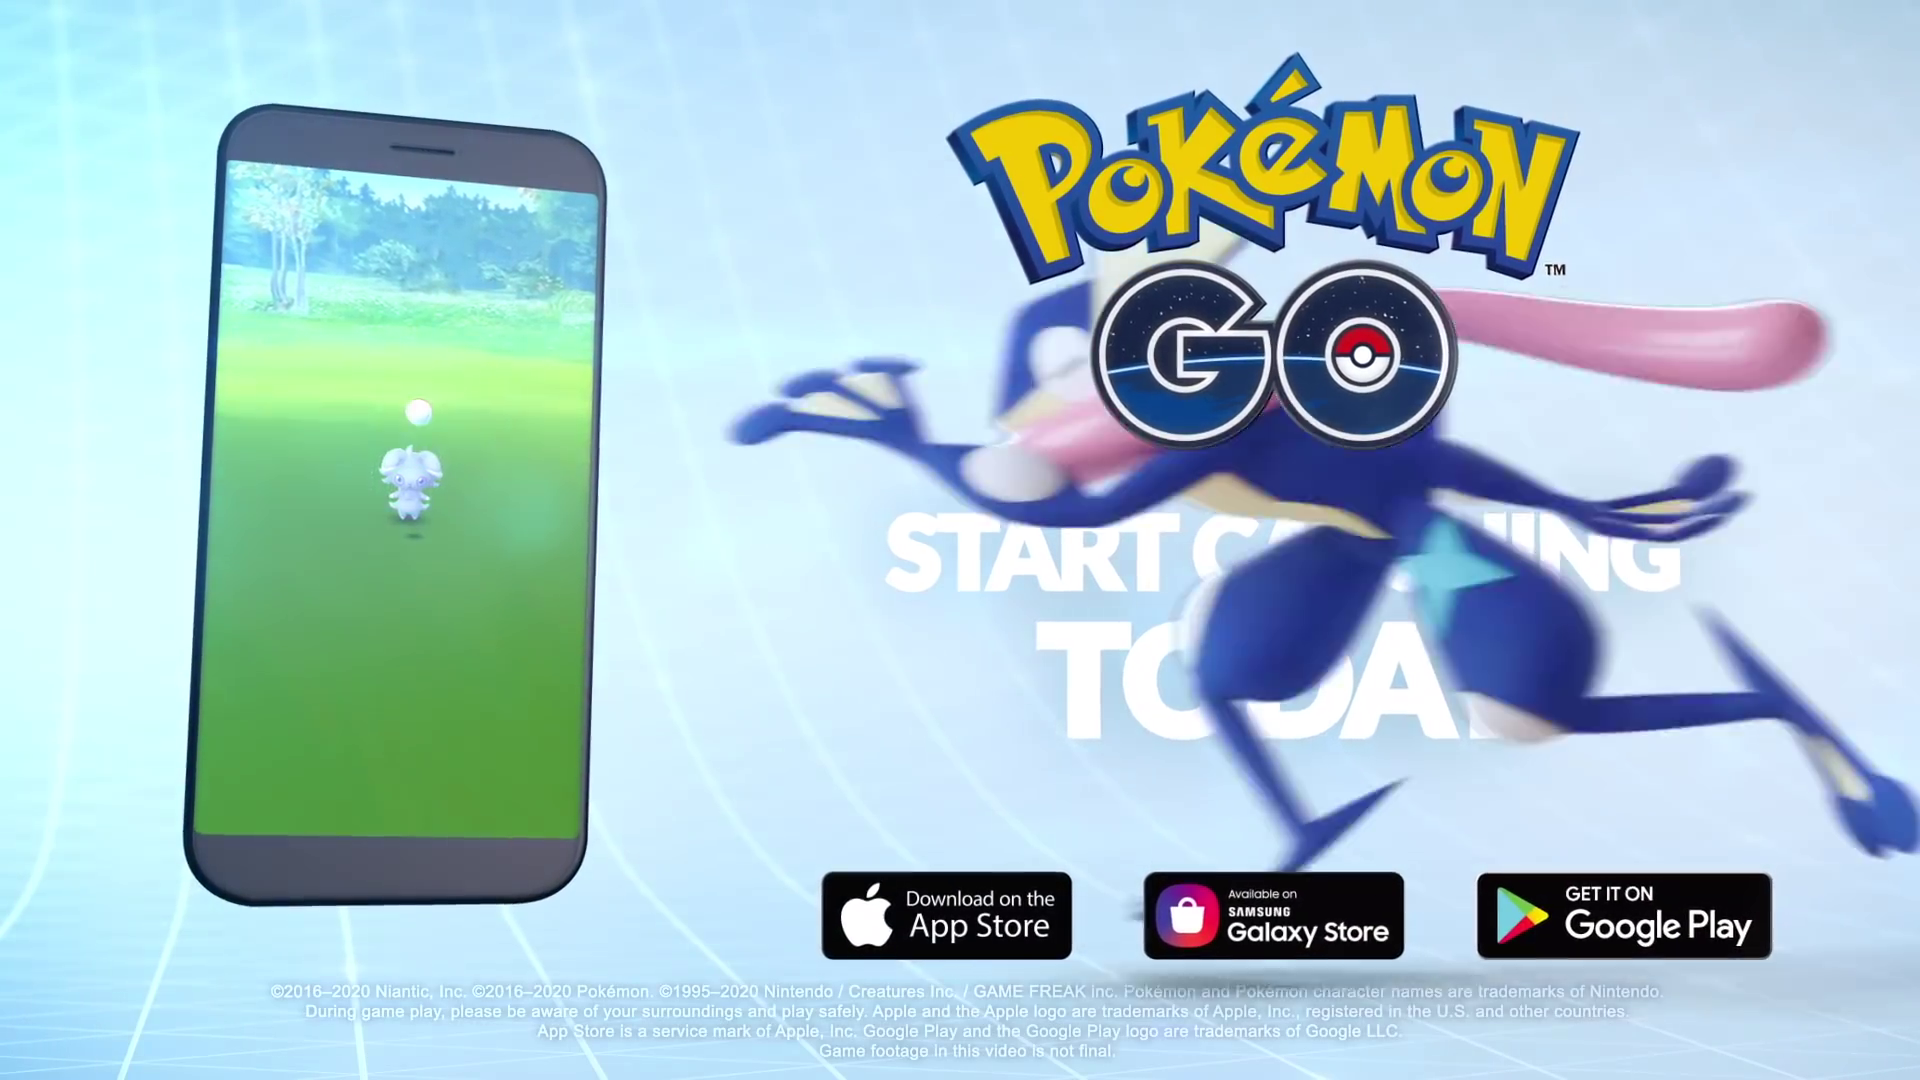 POKéMON
TM
GO
START
TODA
Download on the
App Store
Available on
SAMSUNG
Galaxy Store
GET IT ON
Google Play
©2016–2020 Niantic, Inc. ©2016–2020 Pokémon. ©1995–2020 Nintendo / Creatures Inc. / GAME FREAK inc. Pokémon and Pokémon character names are trademarks of Nintendo.
During game play, please be aware of your surroundings and play safely. Apple and the Apple logo are trademarks of Apple, Inc., registered in the U.S. and other countries.
App Store is a service mark of Apple, Inc. Google Play and the Google Play logo are trademarks of Google LLC.
Game footage in this video is not final.